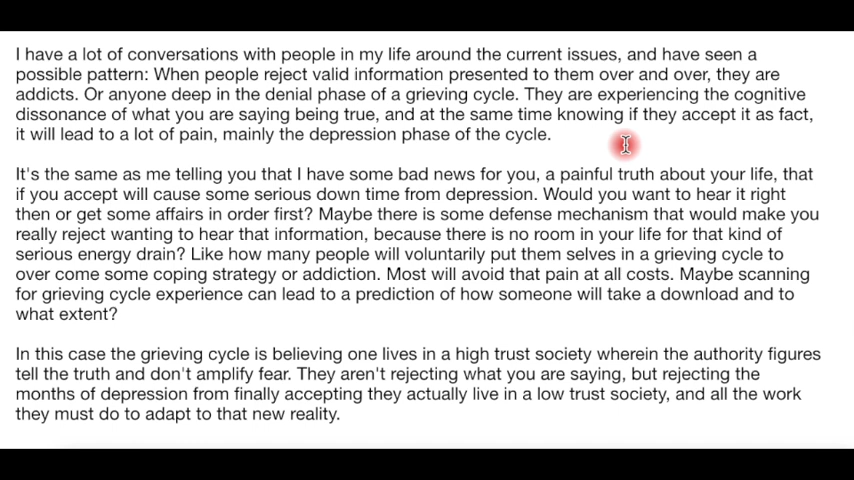 I have a lot of conversations with people in my life around the current issues, and have seen a
possible pattern: When people reject valid information presented to them over and over, they are
addicts. Or anyone deep in the denial phase of a grieving cycle. They are experiencing the cognitive
dissonance of what you are saying being true, and at the same time knowing if they accept it as fact,
it will lead to a lot of pain, mainly the depression phase of the cycle.
It's the same as me telling you that I have some bad news for you, a painful truth about your life, that
if you accept will cause some serious down time from depression. Would you want to hear it right
then or get some affairs in order first? Maybe there is some defense mechanism that would make you
really reject wanting to hear that information, because there is no room in your life for that kind of
serious energy drain? Like how many people will voluntarily put them selves in a grieving cycle to
over come some coping strategy or addiction. Most will avoid that pain at all costs. Maybe scanning
for grieving cycle experience can lead to a prediction of how someone will take a download and to
what extent?
In this case the grieving cycle is believing one lives in a high trust society wherein the authority figures
tell the truth and don't amplify fear. They aren't rejecting what you are saying, but rejecting the
months of depression from finally accepting they actually live in a low trust society, and all the work
they must do to adapt to that new reality.